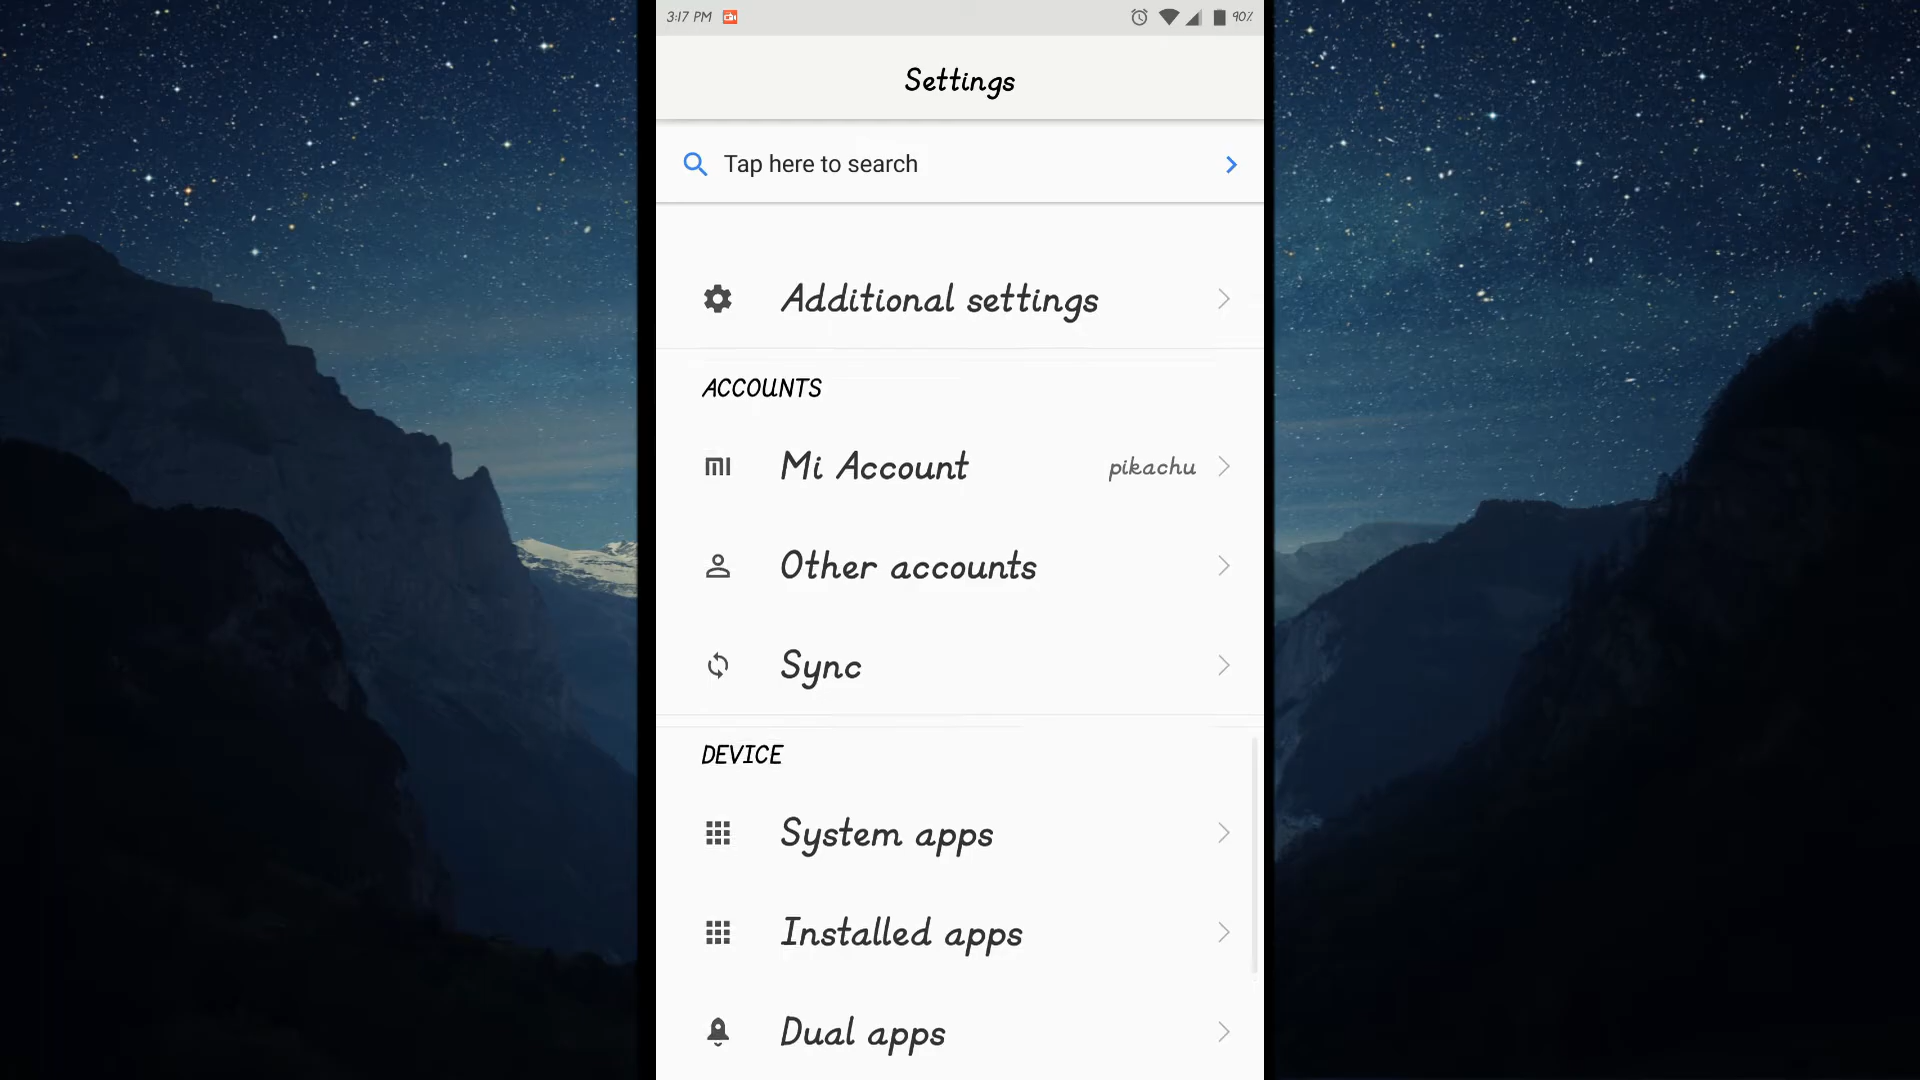 3:17 PM 90%
Settings
Tap here to search
Additional settings
ACCOUNTS
Mi Account pikachu
Other accounts
Sync
DEVICE
System apps
Installed apps
Dual apps